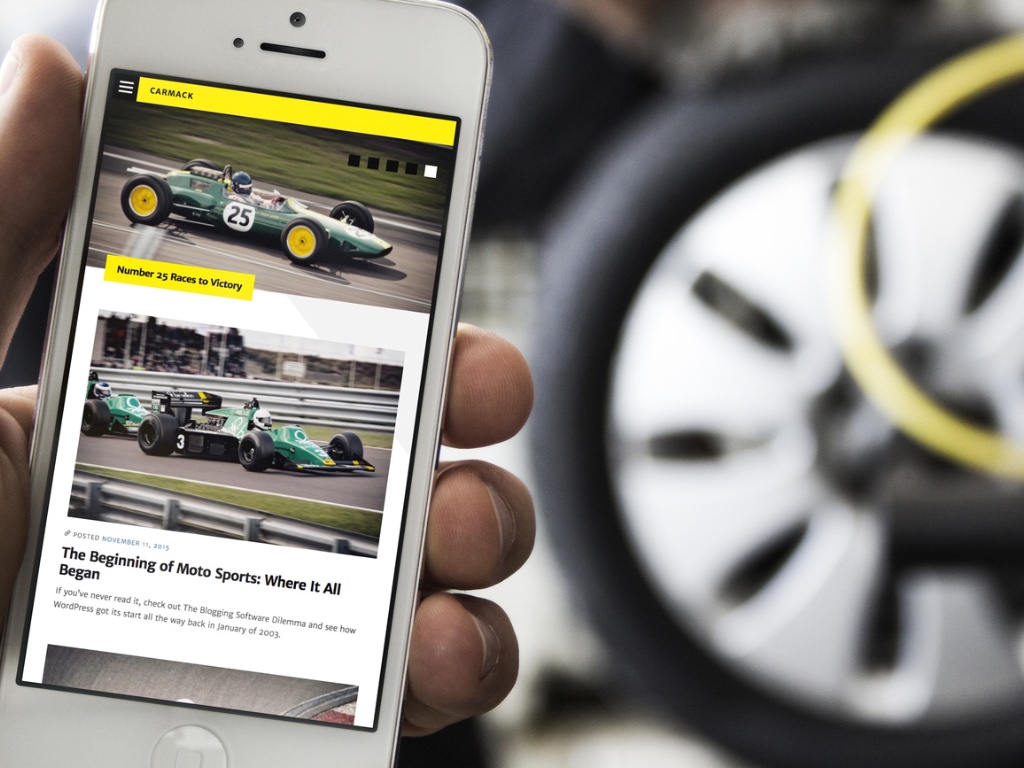 CARMACK
25
Number 25 Races to Victory
3
POSTED NOVEMBER 11, 2015
The Beginning of Moto Sports: Where It All
Began
If you've never read it, check out The Blogging Software Dilemma and see how
WordPress got its start all the way back in January of 2003.